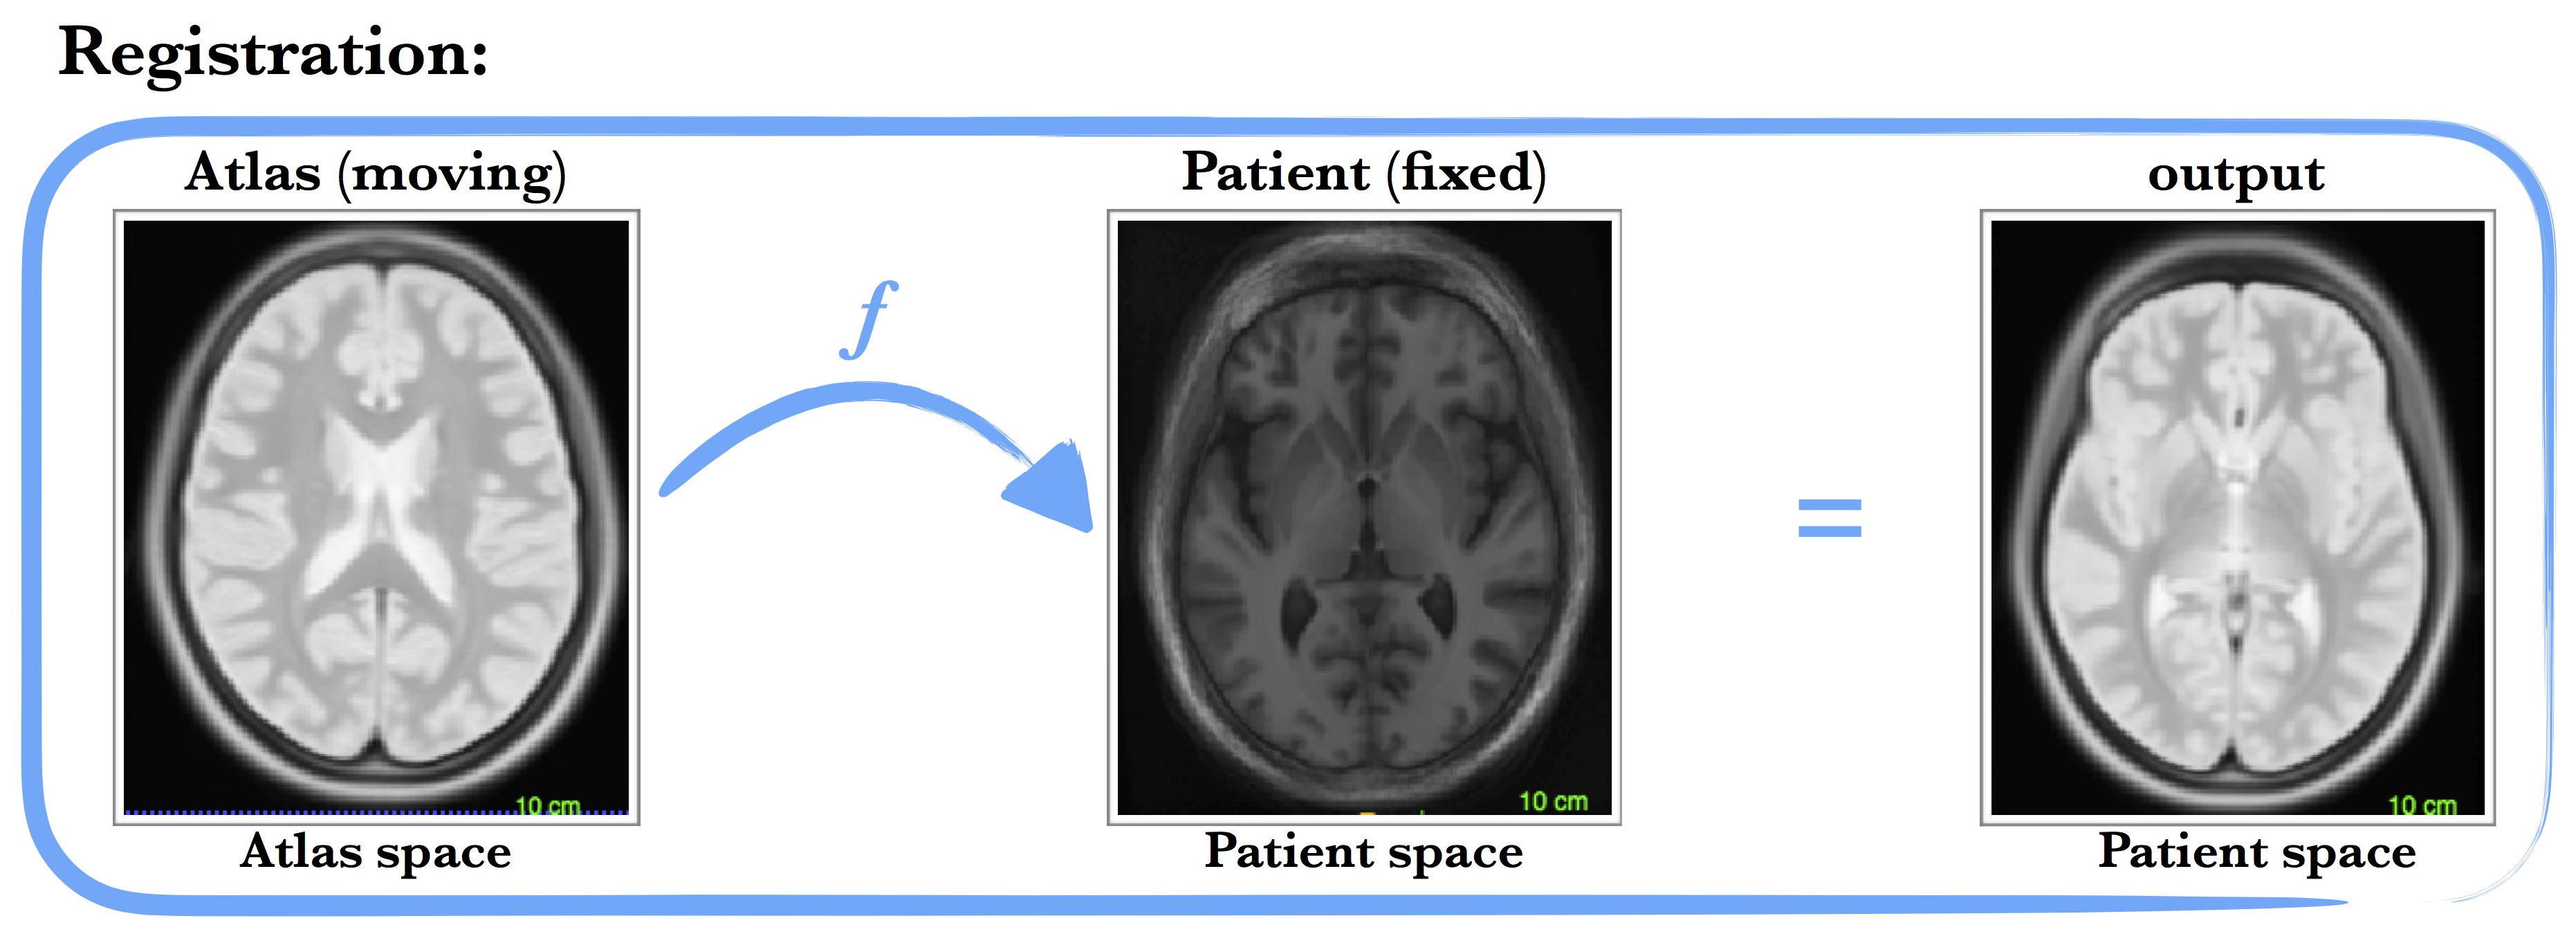 Registration:
Atlas (moving)
Patient (fixed)
output
f
=
10 cm
10 cm
10 cm
Atlas space
Patient space
Patient space